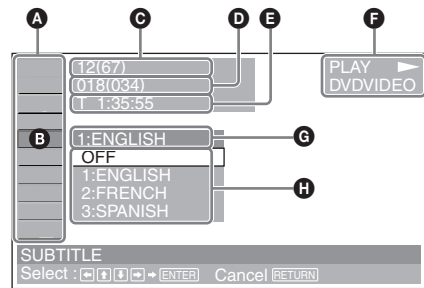 A
C
D
E
F
12(67)
018(034)
T 1:35:55
PLAY
DVDVIDEO
B
1:ENGLISH
G
OFF
1:ENGLISH
2:FRENCH
3:SPANISH
H
SUBTITLE
Select : ←↑↓→ → ENTER Cancel RETURN